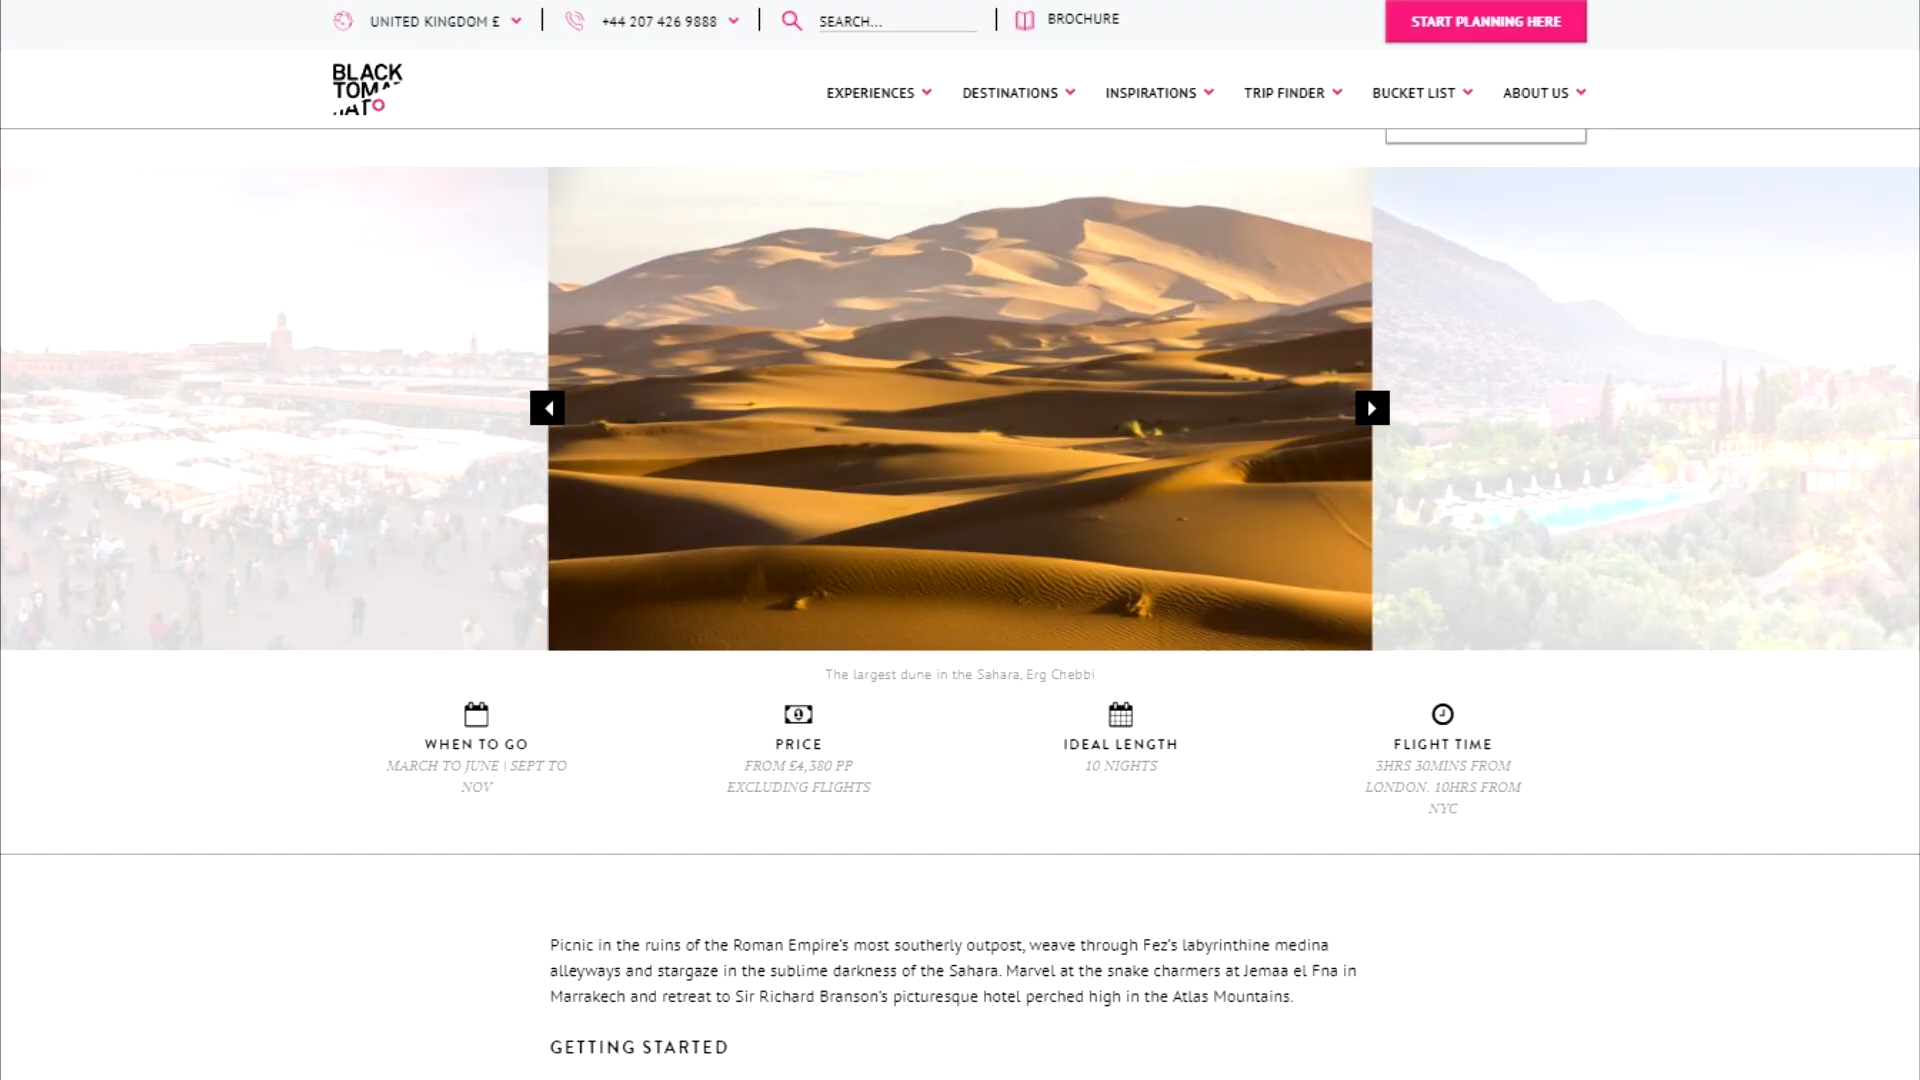 UNITED KINGDOM £
+44 207 426 9888
SEARCH...
BROCHURE
START PLANNING HERE
BLACK
TOMA
ATO
EXPERIENCES
DESTINATIONS
INSPIRATIONS
TRIP FINDER
BUCKET LIST
ABOUT US
The largest dune in the Sahara, Erg Chebbi
WHEN TO GO
MARCH TO JUNE | SEPT TO
NOV
PRICE
FROM £4,380 PP
EXCLUDING FLIGHTS
IDEAL LENGTH
10 NIGHTS
FLIGHT TIME
3HRS 30MINS FROM
LONDON. 10HRS FROM
NYC
Picnic in the ruins of the Roman Empire's most southerly outpost, weave through Fez's labyrinthine medina
alleyways and stargaze in the sublime darkness of the Sahara. Marvel at the snake charmers at Jemaa el Fna in
Marrakech and retreat to Sir Richard Branson's picturesque hotel perched high in the Atlas Mountains.
GETTING STARTED